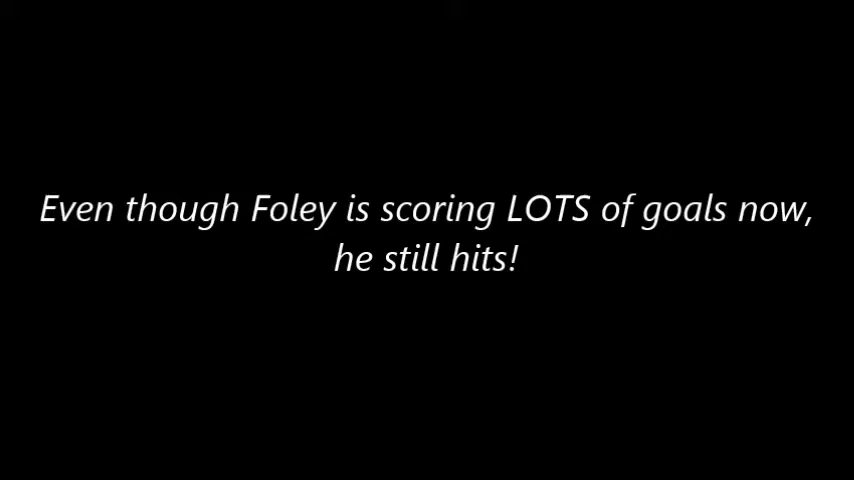 Even though Foley is scoring LOTS of goals now,
he still hits!